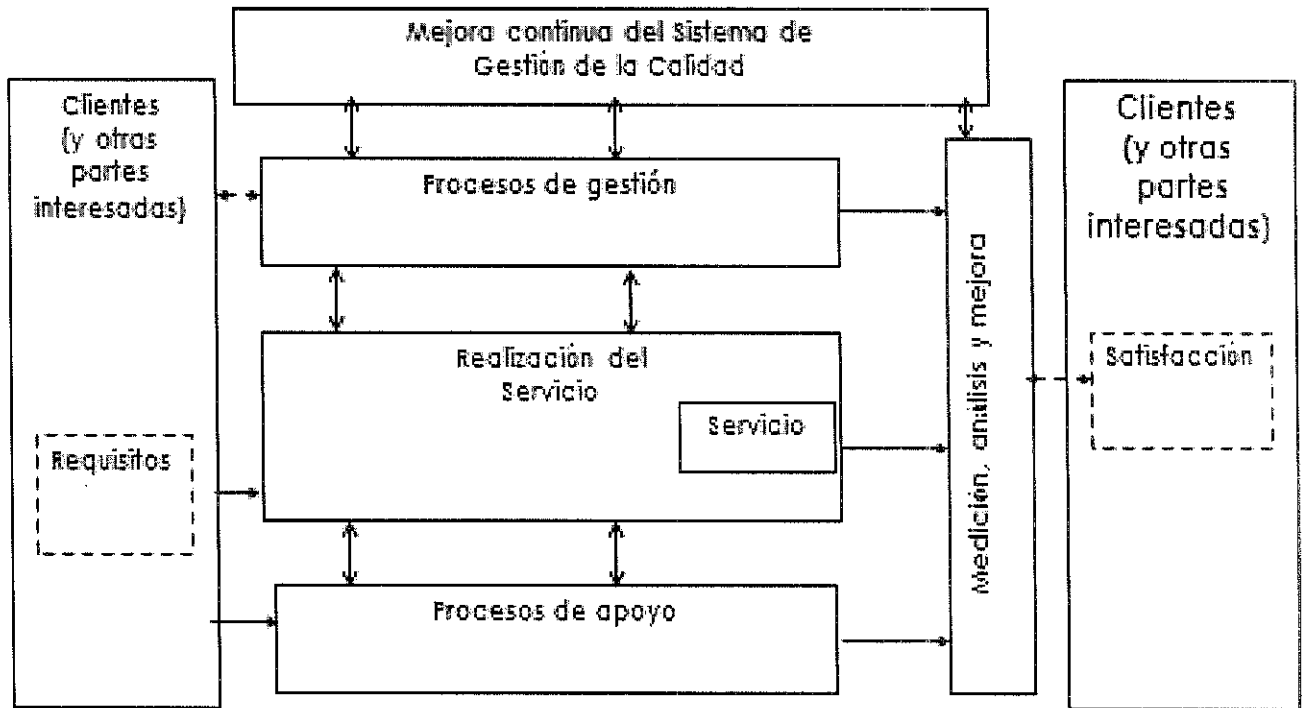 Mejora continua del Sistema de
Gestión de la Calidad
Clientes
(y otras
partes
interesadas)
Requisitos
Procesos de gestión
Realización del
Servicio
Servicio
Procesos de apoyo
Medición, análisis y mejora
Clientes
(y otras
partes
interesadas)
Satisfacción